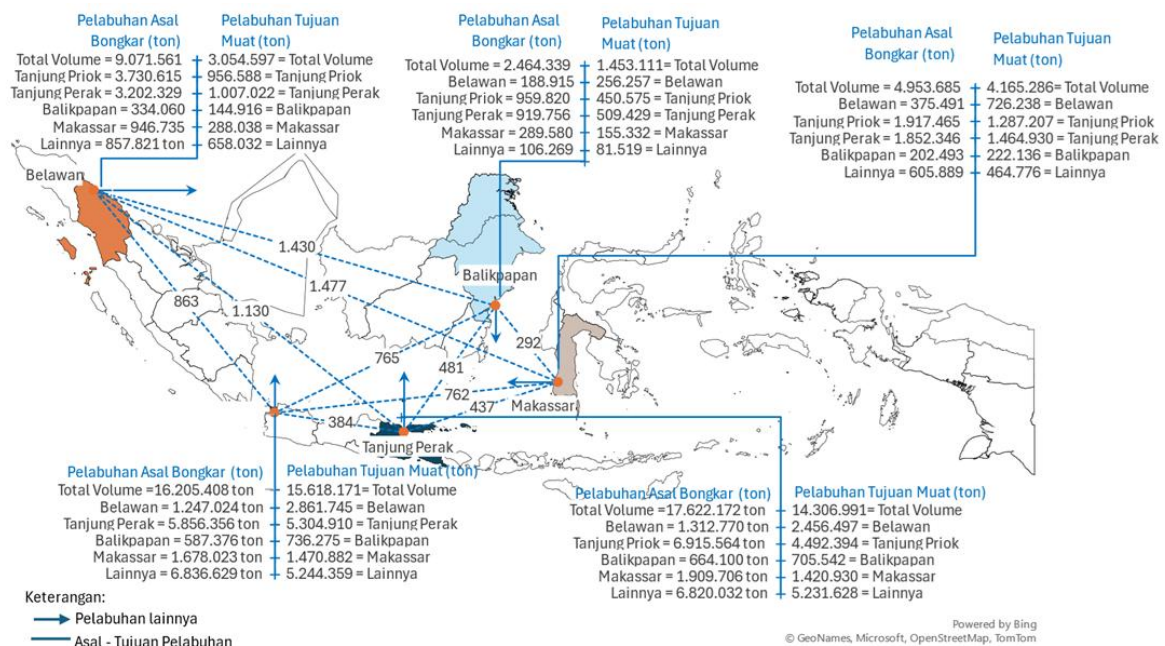 Pelabuhan Asal
Bongkar (ton)
Total Volume = 9.071.561
Tanjung Priok = 3.730.615
Tanjung Perak = 3.202.329
Balikpapan = 334.060
Makassar = 946.735
Lainnya = 857.821 ton
Pelabuhan Tujuan
Muat (ton)
3.054.597= Total Volume
956.588 = Tanjung Priok
1.007.022 = Tanjung Perak
144.916 = Balikpapan
288.038 = Makassar
658.032 = Lainnya
Pelabuhan Asal
Bongkar (ton)
Total Volume = 2.464.339
Belawan = 188.915
Tanjung Priok = 959.820
Tanjung Perak = 919.756
Makassar = 289.580
Lainnya = 106.269
Pelabuhan Tujuan
Muat (ton)
1.453.111= Total Volume
256.257 = Belawan
450.575 = Tanjung Priok
509.429 = Tanjung Perak
155.332 = Makassar
81.519 = Lainnya
Pelabuhan Asal
Bongkar (ton)
Total Volume = 4.953.685
Belawan = 375.491
Tanjung Priok = 1.917.465
Tanjung Perak = 1.852.346
Balikpapan = 202.493
Lainnya = 605.889
Pelabuhan Tujuan
Muat (ton)
4.165.286= Total Volume
726.238 = Belawan
1.287.207 = Tanjung Priok
1.464.930 = Tanjung Perak
222.136 = Balikpapan
464.776 = Lainnya
Belawan
1.430
Balikpapan
1.477
863
1.130
292
765
481
762
Makassar
437
384
Tanjung Perak
Pelabuhan Asal Bongkar (ton)
Total Volume =16.205.408 ton
Belawan = 1.247.024 ton
Tanjung Perak = 5.856.356 ton
Balikpapan = 587.376 ton
Makassar = 1.678.023 ton
Lainnya = 6.836.629 ton
Pelabuhan Tujuan Muat (ton)
15.618.171= Total Volume
2.861.745 = Belawan
5.304.910 = Tanjung Perak
736.275 = Balikpapan
1.470.882 = Makassar
5.244.359 = Lainnya
Pelabuhan Asal Bongkar (ton)
Total Volume = 17.622.172 ton
Belawan = 1.312.770 ton
Tanjung Priok = 6.915.564 ton
Balikpapan = 664.100 ton
Makassar = 1.909.706 ton
Lainnya = 6.820.032 ton
Pelabuhan Tujuan Muat (ton)
14.306.991= Total Volume
2.456.497 = Belawan
4.492.394 = Tanjung Priok
705.542 = Balikpapan
1.420.930 = Makassar
5.231.628 = Lainnya
Keterangan:
Pelabuhan lainnya
Asal - Tujuan Pelabuhan
Powered by Bing
© GeoNames, Microsoft, OpenStreetMap, TomTom